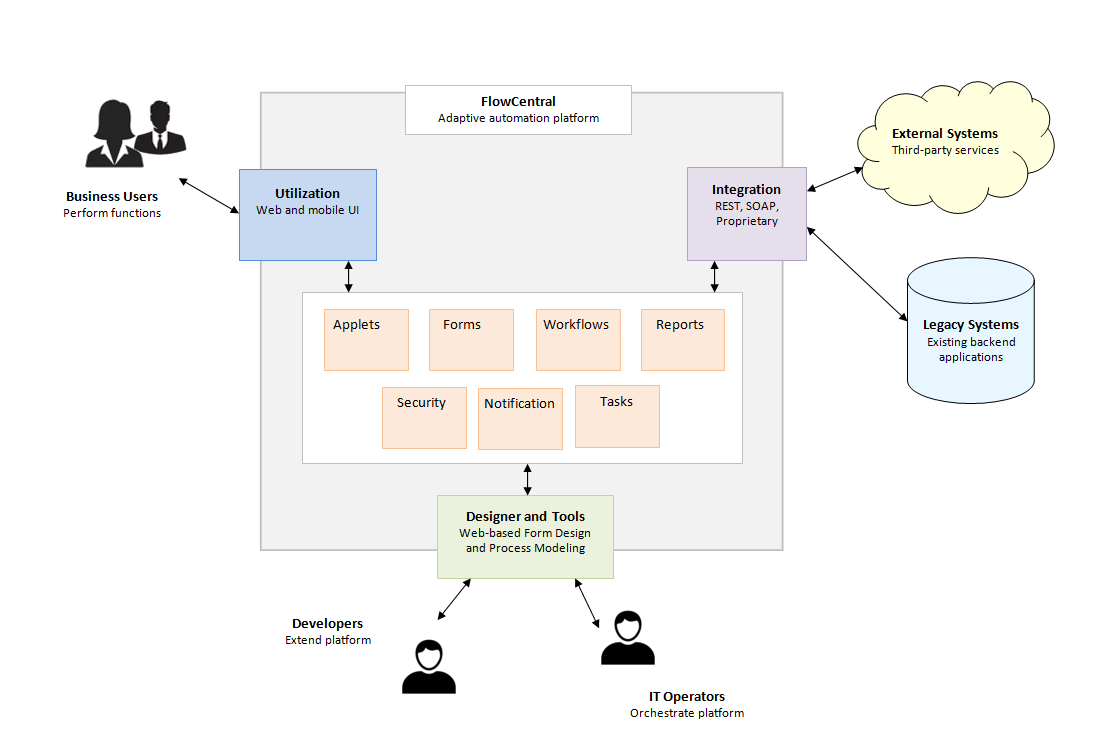 FlowCentral
Adaptive automation platform
External Systems
Third-party services
Business Users
Perform functions
Utilization
Web and mobile UI
Integration
REST, SOAP,
Proprietary
Legacy Systems
Existing backend
applications
Applets
Forms
Workflows
Reports
Security
Notification
Tasks
Designer and Tools
Web-based Form Design
and Process Modeling
Developers
Extend platform
IT Operators
Orchestrate platform